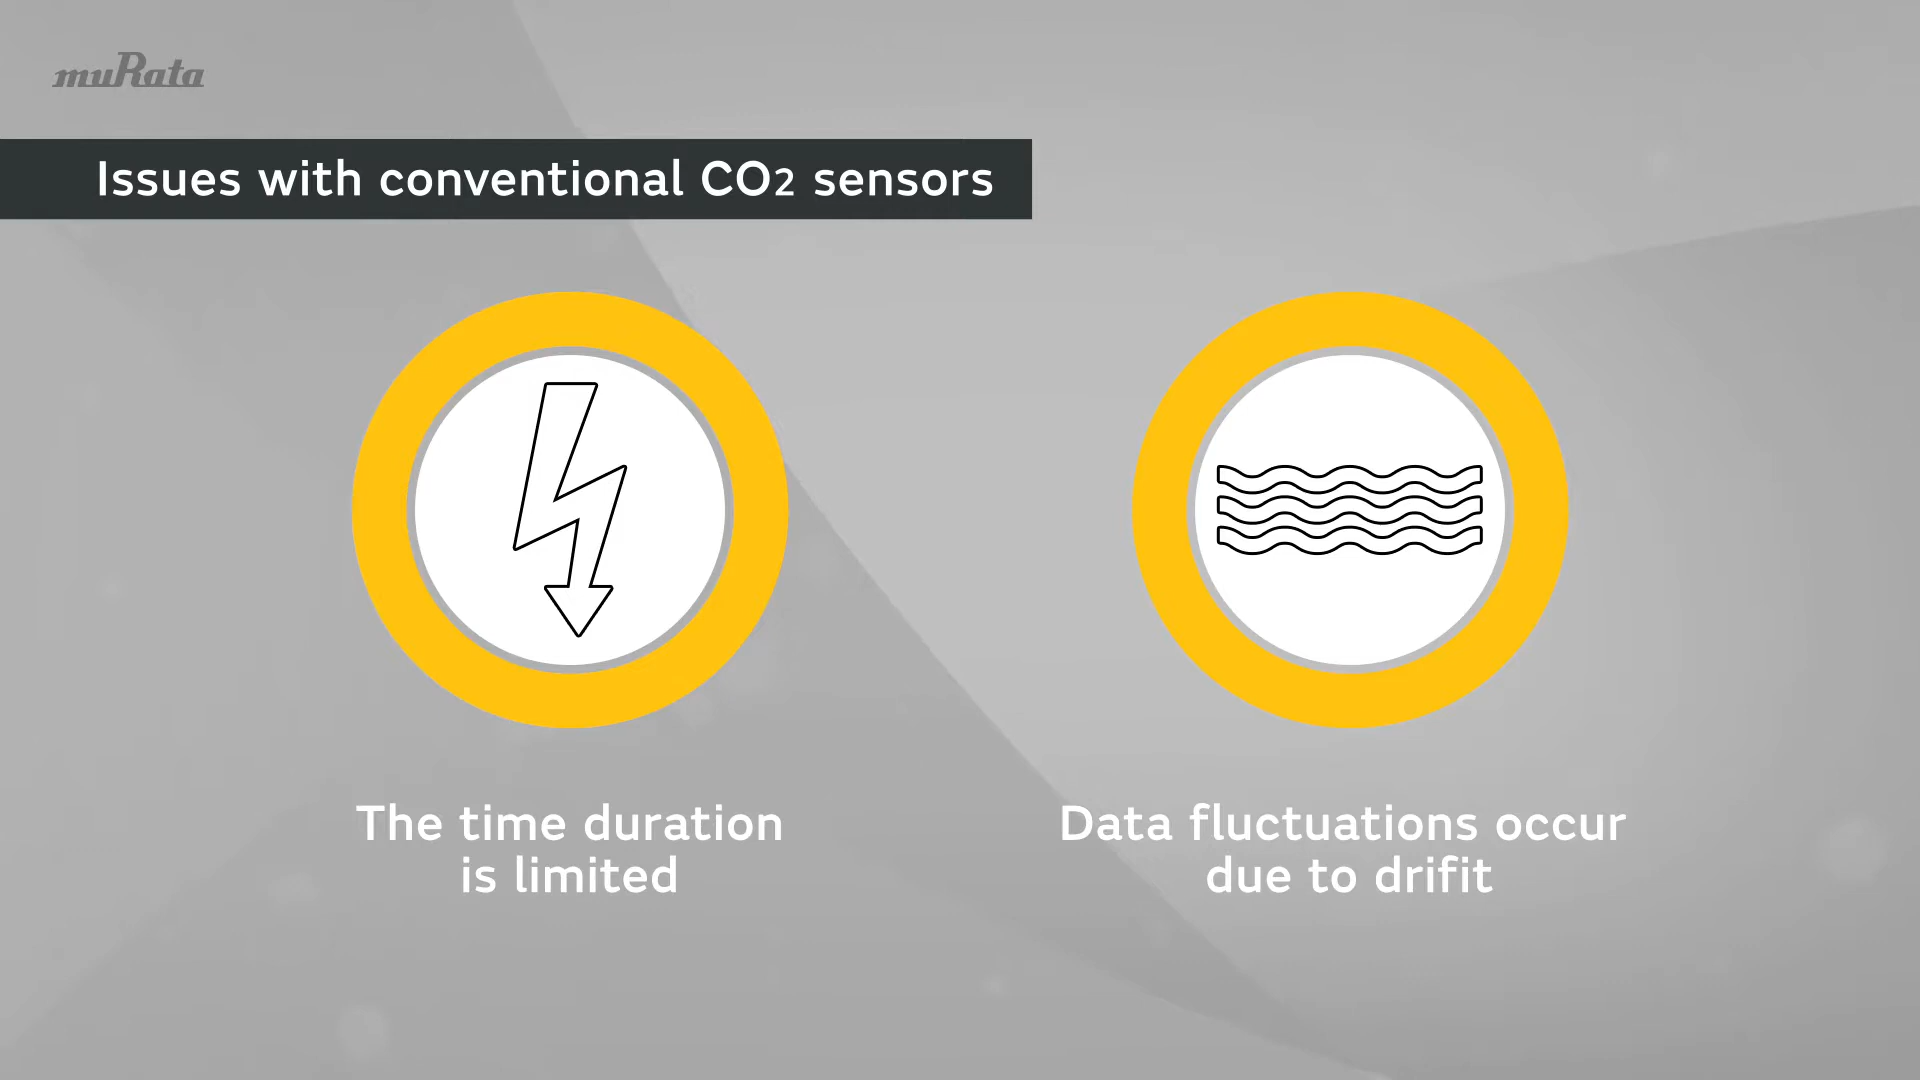 muRata
Issues with conventional CO2 sensors
The time duration
is limited
Data fluctuations occur
due to drifit